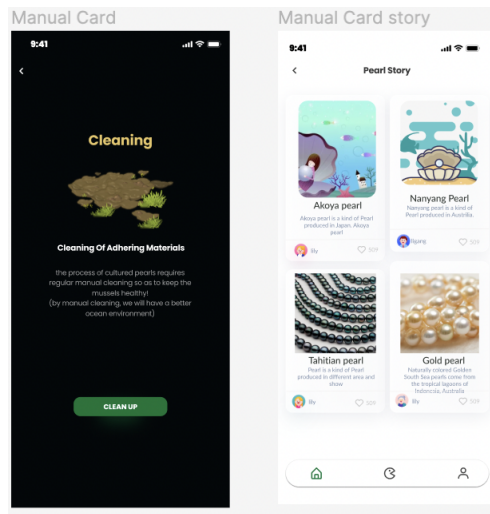 Manual Card
9:41
Cleaning
Cleaning Of Adhering Materials
the process of cultured pearls requires
regular manual cleaning so as to keep the
mussels healthy!
(by manual cleaning, we will have a better
ocean environment)
CLEAN UP
Manual Card story
9:41
Pearl Story
Akoya pearl
Akoya pearl is a kind of Pearl
produced in Japan, Akoya
pearl
lily
509
Nanyang Pearl
Nanyang pearl is a kind of
Pearl produced in Austrilia.
509
Tahitian pearl
Pearl is a kind of Pearl
produced in different area and
show
lily
509
Gold pearl
Naturally colored Golden
South Sea pearls come from
the tropical lagoons of
Indonesia, Australia
lily
509